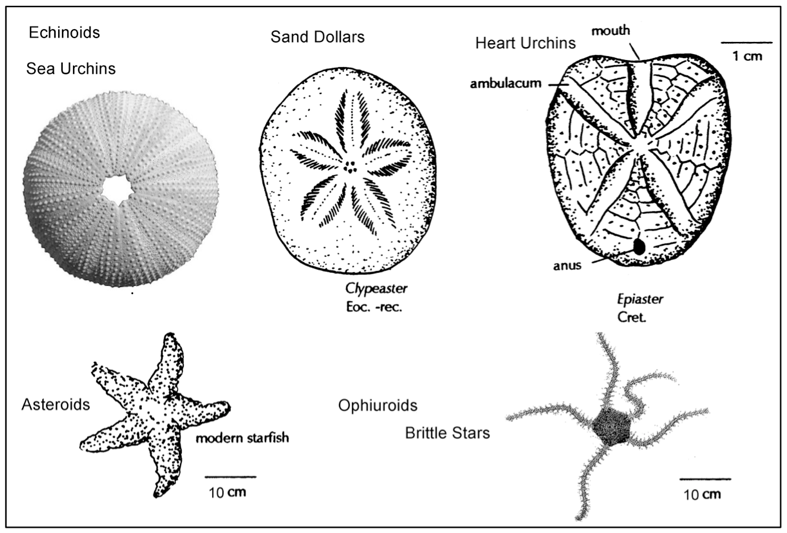 Echinoids
Sea Urchins
Sand Dollars
Heart Urchins
mouth
1 cm
ambulacum
anus
Clypeaster
Eoc. -rec.
Epiaster
Cret.
Asteroids
modern starfish
10 cm
Ophiuroids
Brittle Stars
10 cm